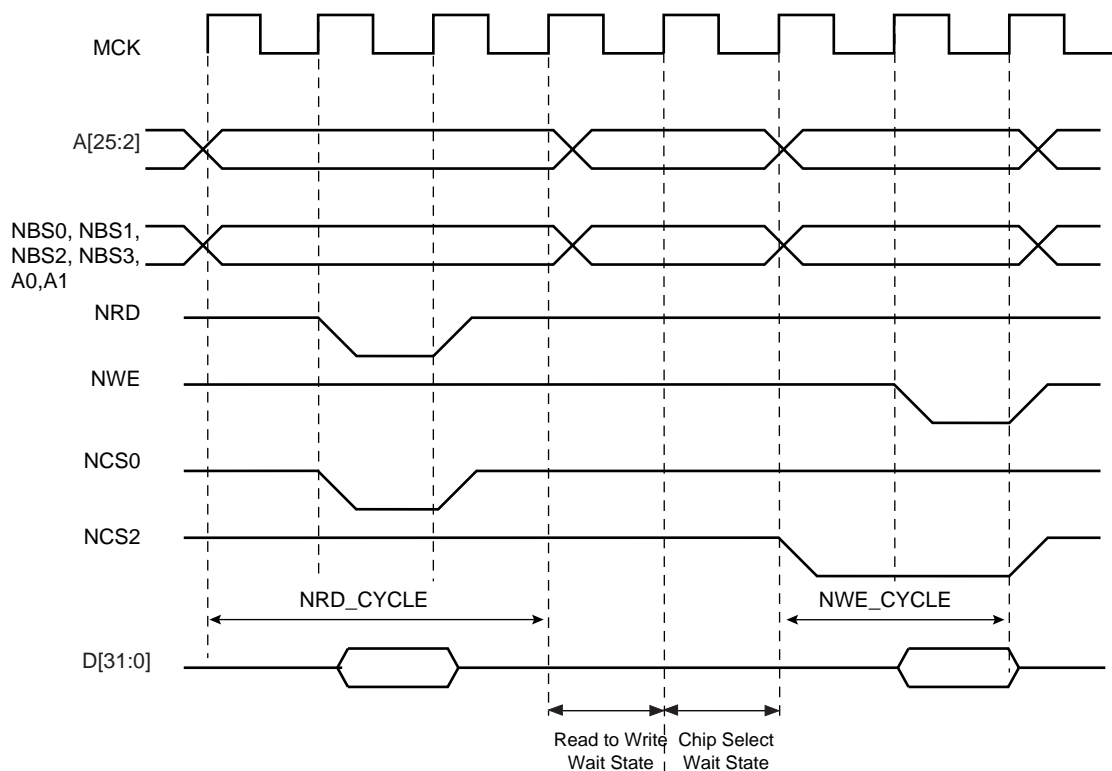 MCK
A[25:2]
NBS0, NBS1,
NBS2, NBS3,
A0,A1
NRD
NWE
NCS0
NCS2
NRD_CYCLE
NWE_CYCLE
D[31:0]
Read to Write
Wait State
Chip Select
Wait State